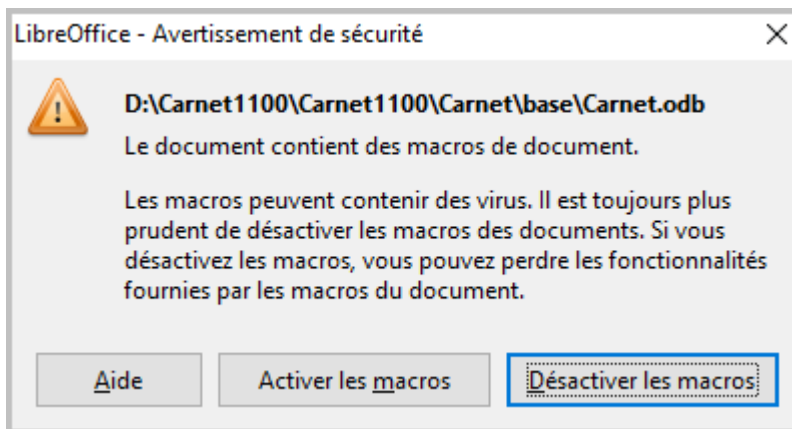 LibreOffice - Avertissement de sécurité
D:\Carnet1100\Carnet1100\Carnet\base\Carnet.odb
Le document contient des macros de document.
Les macros peuvent contenir des virus. Il est toujours plus
prudent de désactiver les macros des documents. Si vous
désactivez les macros, vous pouvez perdre les fonctionnalités
fournies par les macros du document.
Aide
Activer les macros
Désactiver les macros